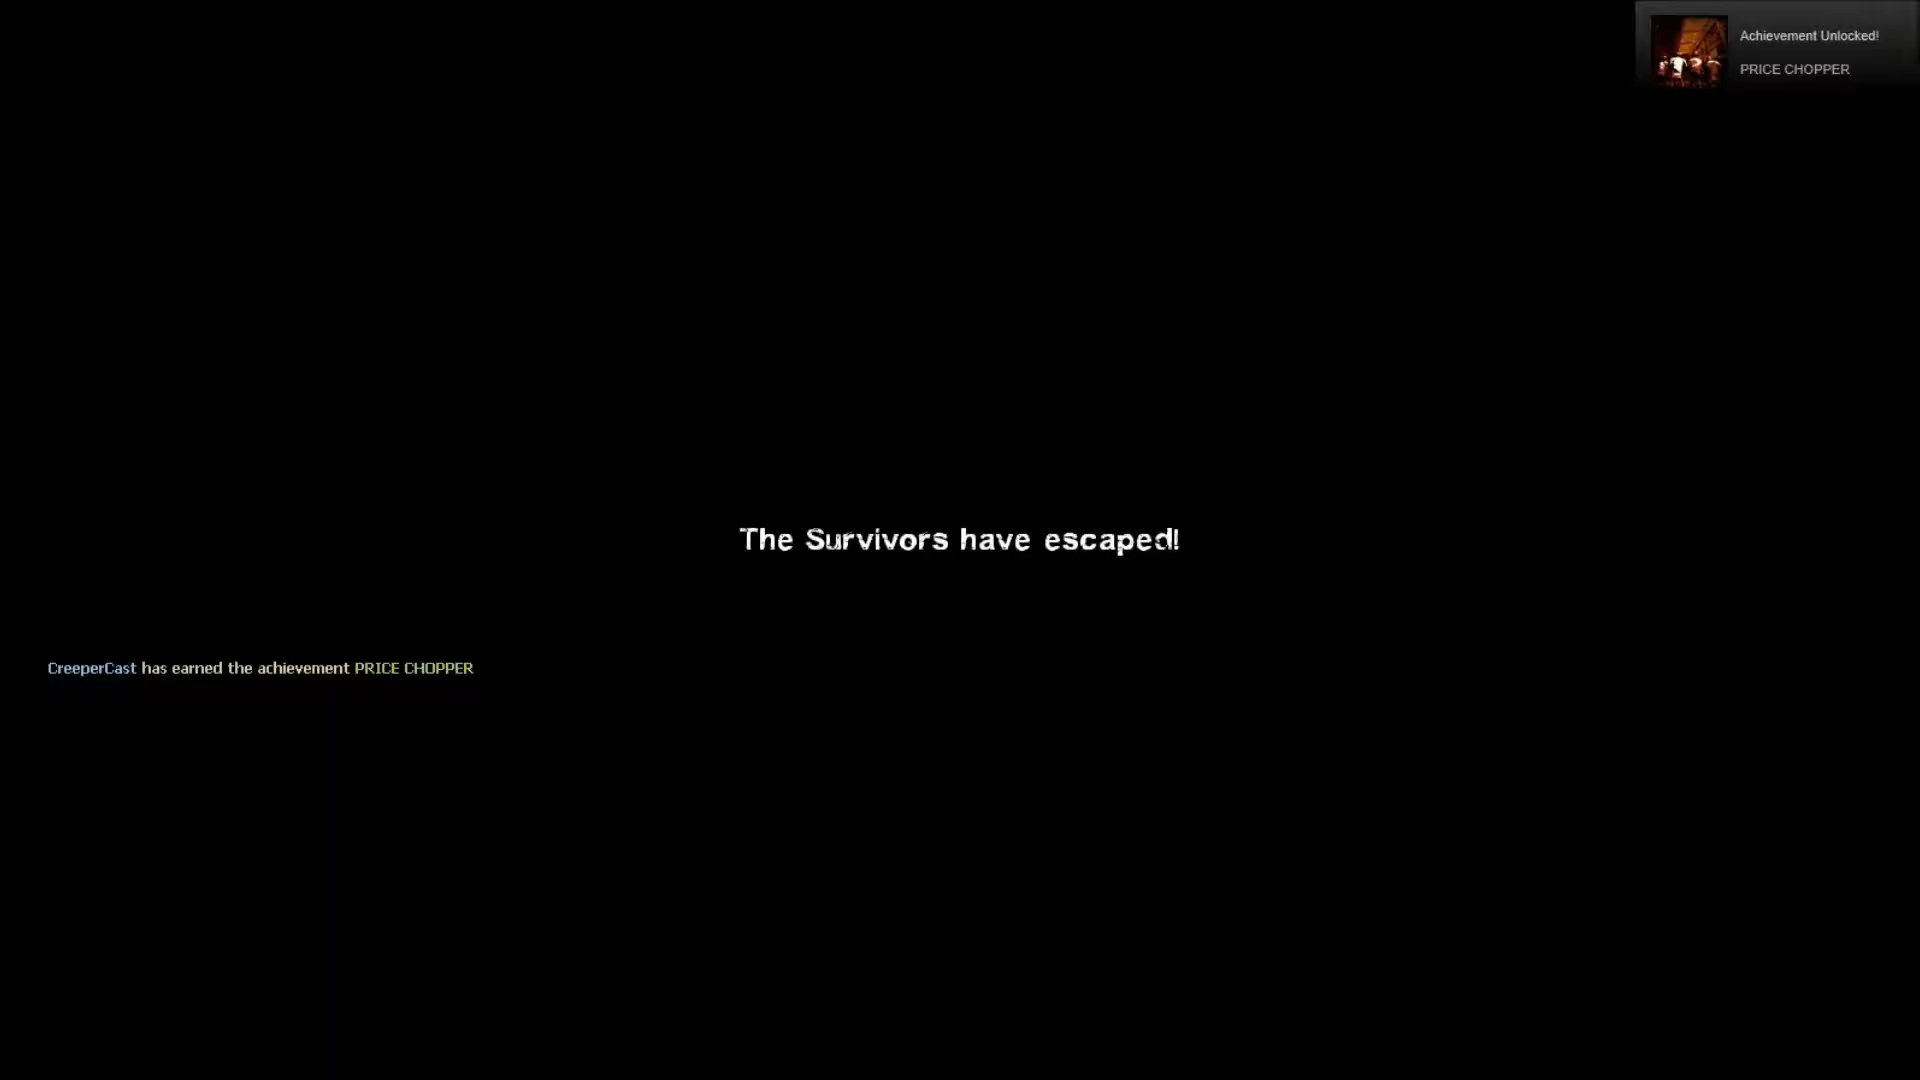 Achievement Unlocked!
PRICE CHOPPER
The Survivors have escaped!
CreeperCast has earned the achievement PRICE CHOPPER